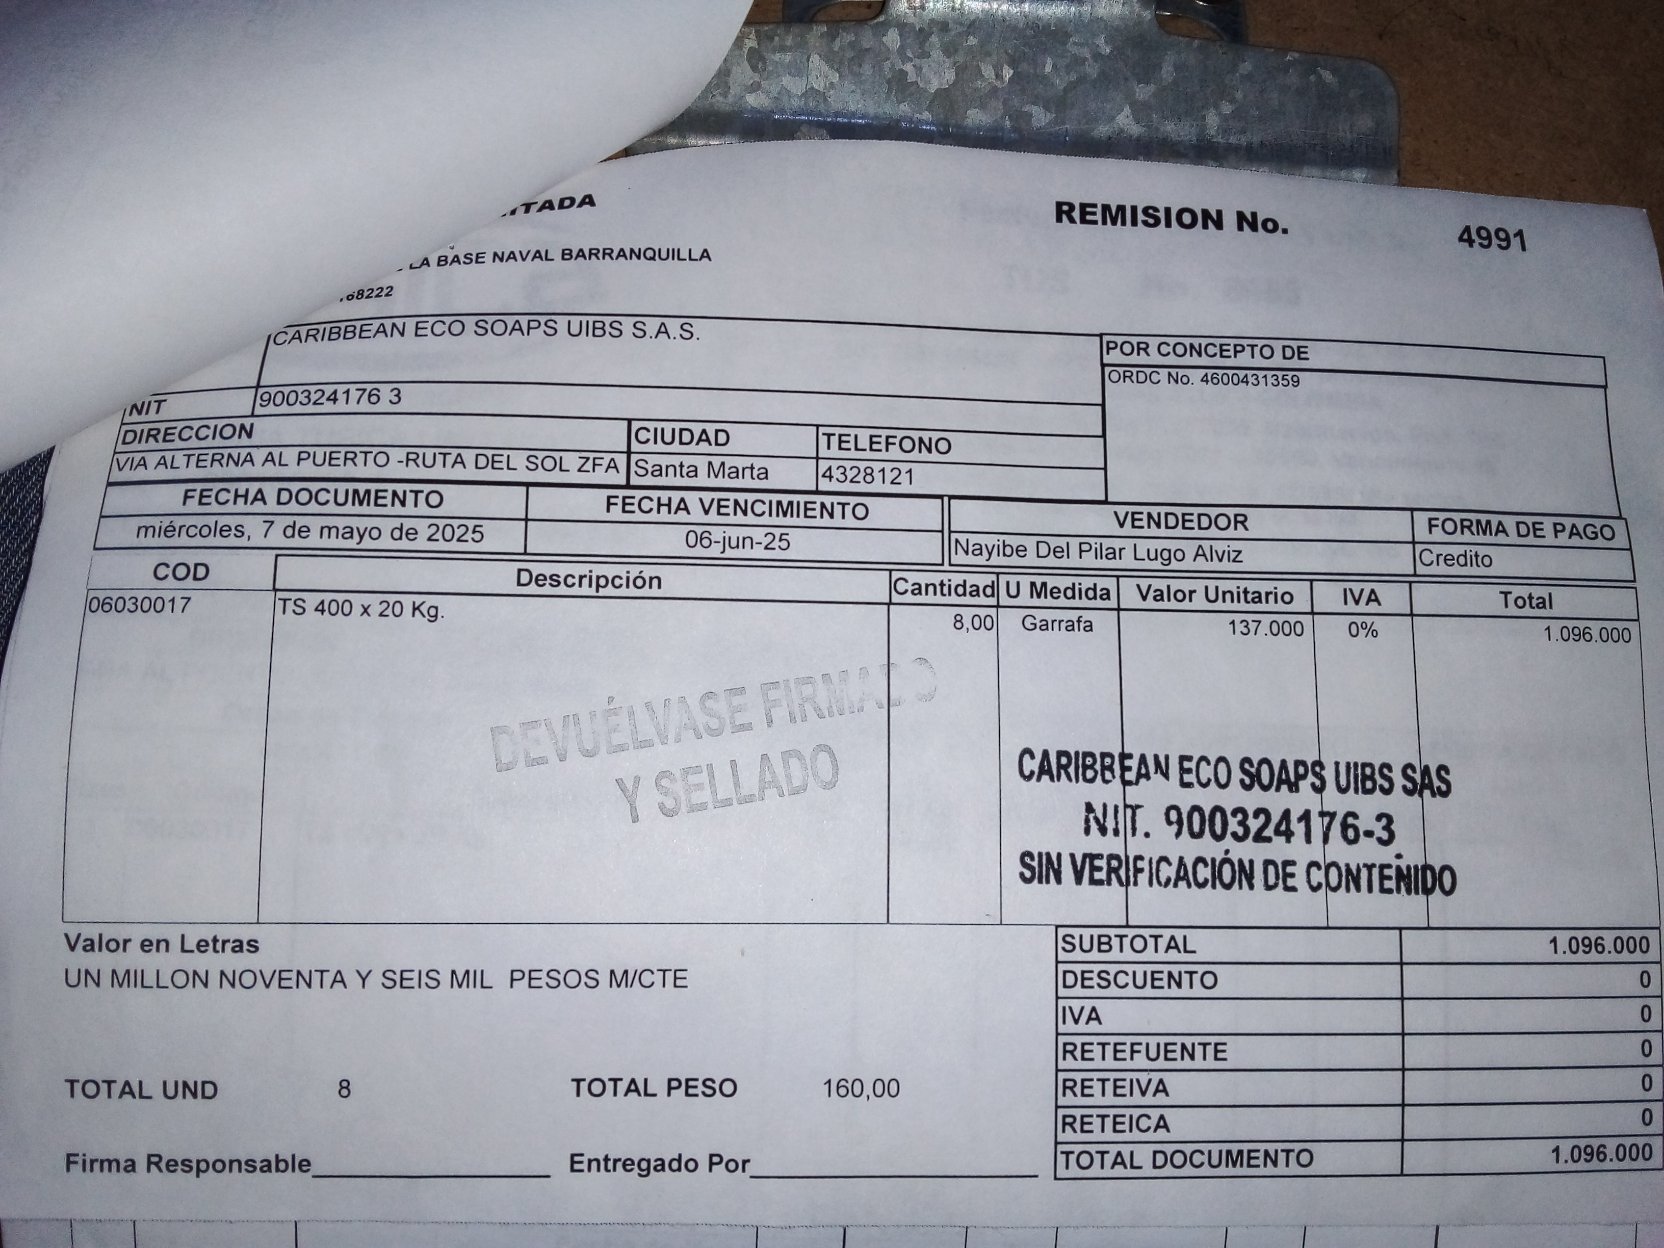 REMISION No. 4991
LA BASE NAVAL BARRANQUILLA
68222
CARIBBEAN ECO SOAPS UIBS S.A.S.
POR CONCEPTO DE
ORDC No. 4600431359
NIT 900324176 3
DIRECCION CIUDAD TELEFONO
VIA ALTERNA AL PUERTO -RUTA DEL SOL ZFA Santa Marta 4328121
FECHA DOCUMENTO FECHA VENCIMIENTO VENDEDOR FORMA DE PAGO
miércoles, 7 de mayo de 2025 06-jun-25 Nayibe Del Pilar Lugo Alviz Credito
COD Descripción Cantidad U Medida Valor Unitario IVA Total
06030017 TS 400 x 20 Kg. 8,00 Garrafa 137.000 0% 1.096.000
DEVUÉLVASE FIRMADO
Y SELLADO
CARIBBEAN ECO SOAPS UIBS SAS
NIT. 900324176-3
SIN VERIFICACIÓN DE CONTENIDO
Valor en Letras
UN MILLON NOVENTA Y SEIS MIL PESOS M/CTE
SUBTOTAL 1.096.000
DESCUENTO 0
IVA 0
RETEFUENTE 0
TOTAL UND 8 TOTAL PESO 160,00
RETEIVA 0
RETEICA 0
Firma Responsable Entregado Por
TOTAL DOCUMENTO 1.096.000